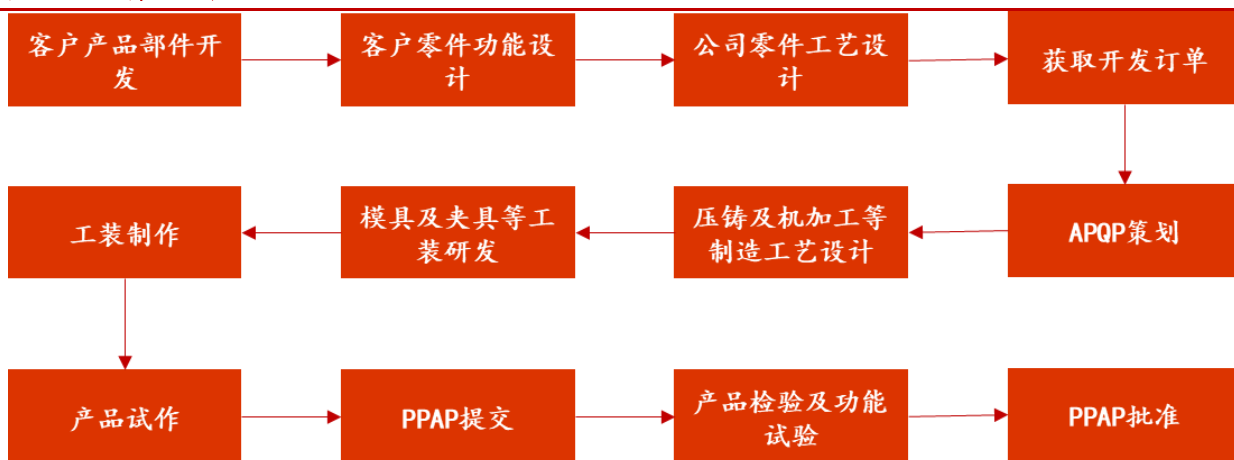 客户产品部件开
发
客户零件功能设
计
公司零件工艺设
计
获取开发订单
工装制作
模具及夹具等工
装研发
压铸及机加工等
制造工艺设计
APQP策划
产品试作
PPAP提交
产品检验及功能
试验
PPAP批准